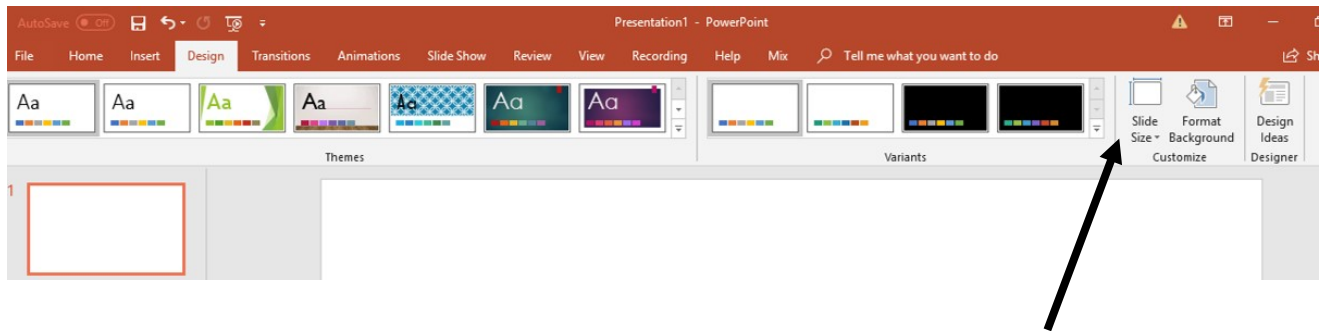 AutoSave Off Presentation1 - PowerPoint
File Home Insert Design Transitions Animations Slide Show Review View Recording Help Mix Tell me what you want to do Sh
Aa Aa Aa Aa Aa Aa Aa
Slide Format Design
Size Background Ideas
Themes Variants Customize Designer
1